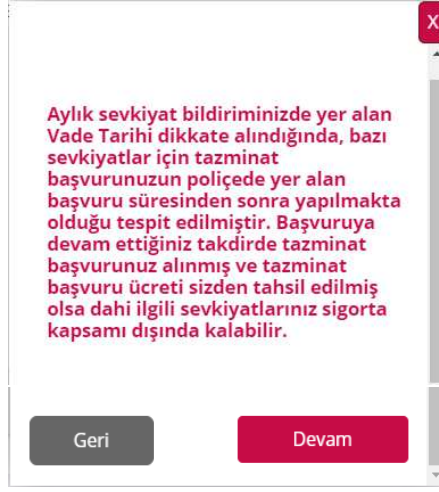 X
Aylık sevkiyat bildiriminizde yer alan
Vade Tarihi dikkate alındığında, bazı
sevkiyatlar için tazminat
başvurunuzun poliçede yer alan
başvuru süresinden sonra yapılmakta
olduğu tespit edilmiştir. Başvuruya
devam ettiğiniz takdirde tazminat
başvurunuz alınmış ve tazminat
başvuru ücreti sizden tahsil edilmiş
olsa dahi ilgili sevkiyatlarınız sigorta
kapsamı dışında kalabilir.
Geri
Devam